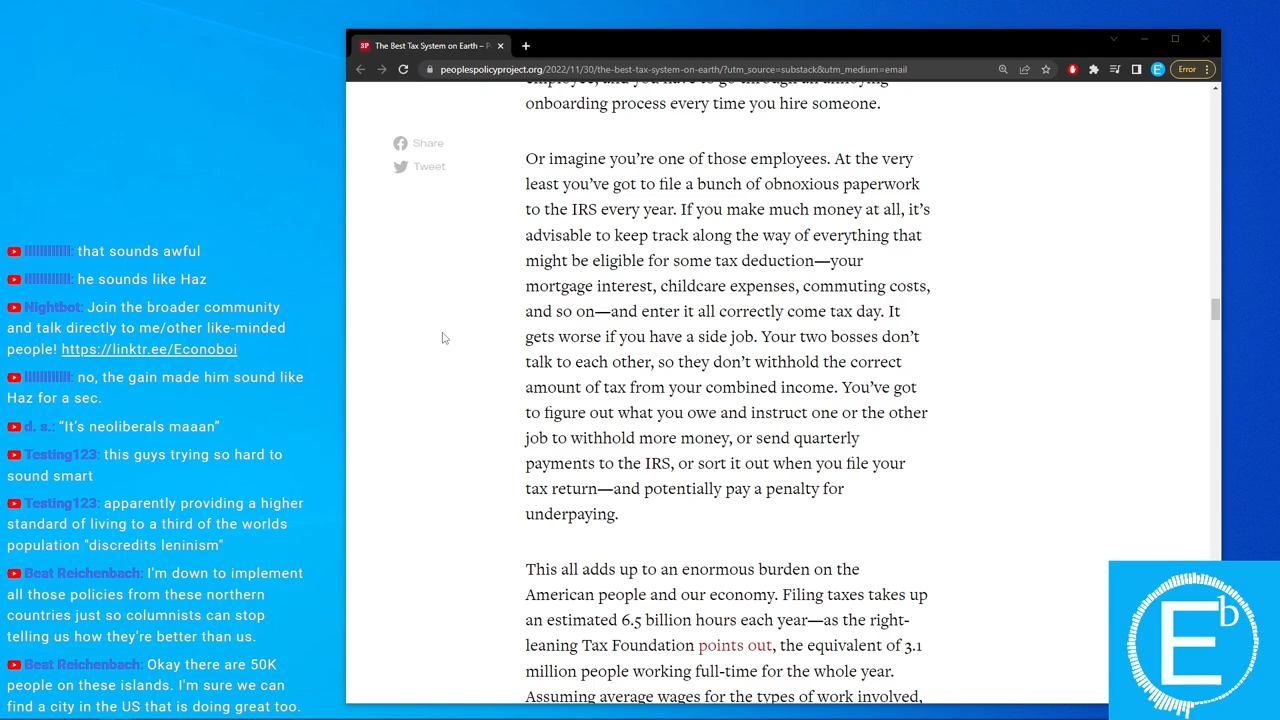 The Best Tax System on Earth – P
peoplespolicyproject.org/2022/11/30/the-best-tax-system-on-earth/?utm_source=substack&utm_medium=email
Error
onboarding process every time you hire someone.
Share
Tweet
Or imagine you’re one of those employees. At the very
least you’ve got to file a bunch of obnoxious paperwork
to the IRS every year. If you make much money at all, it’s
advisable to keep track along the way of everything that
might be eligible for some tax deduction—your
mortgage interest, childcare expenses, commuting costs,
and so on—and enter it all correctly come tax day. It
gets worse if you have a side job. Your two bosses don’t
talk to each other, so they don’t withhold the correct
amount of tax from your combined income. You’ve got
to figure out what you owe and instruct one or the other
job to withhold more money, or send quarterly
payments to the IRS, or sort it out when you file your
tax return—and potentially pay a penalty for
underpaying.
This all adds up to an enormous burden on the
American people and our economy. Filing taxes takes up
an estimated 6.5 billion hours each year—as the right-
leaning Tax Foundation points out, the equivalent of 3.1
million people working full-time for the whole year.
Assuming average wages for the types of work involved,
that sounds awful
he sounds like Haz
Nightbot: Join the broader community
and talk directly to me/other like-minded
people! https://linktr.ee/Econoboi
no, the gain made him sound like
Haz for a sec.
d. s.: “It’s neoliberals maaan”
Testing123: this guys trying so hard to
sound smart
Testing123: apparently providing a higher
standard of living to a third of the worlds
population "discredits leninism"
Beat Reichenbach: I'm down to implement
all those policies from these northern
countries just so columnists can stop
telling us how they're better than us.
Beat Reichenbach: Okay there are 50K
people on these islands. I'm sure we can
find a city in the US that is doing great too.
Eb